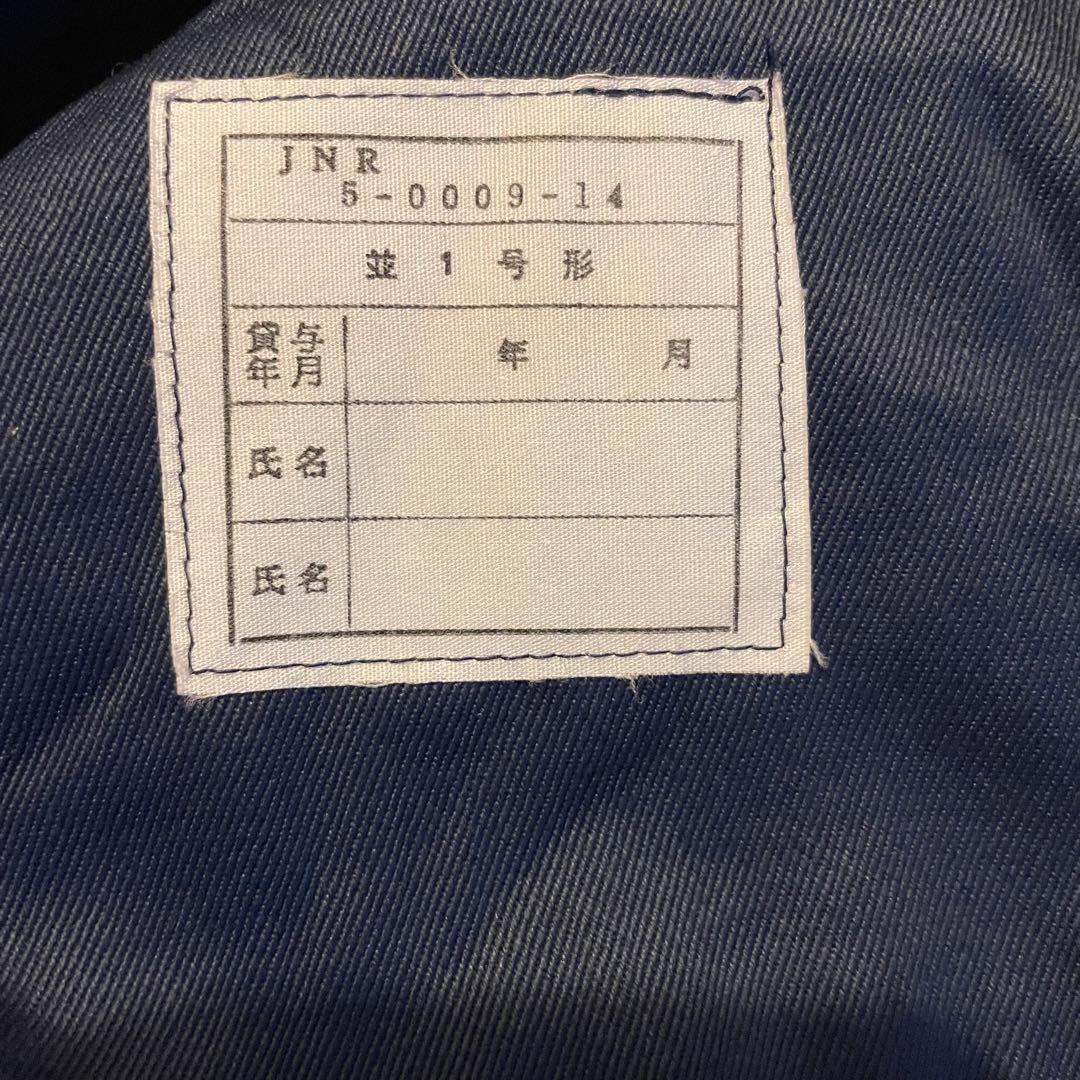 JNR
5-0009-14
並 1 号 形
貸与
年月
年 月
氏名
氏名